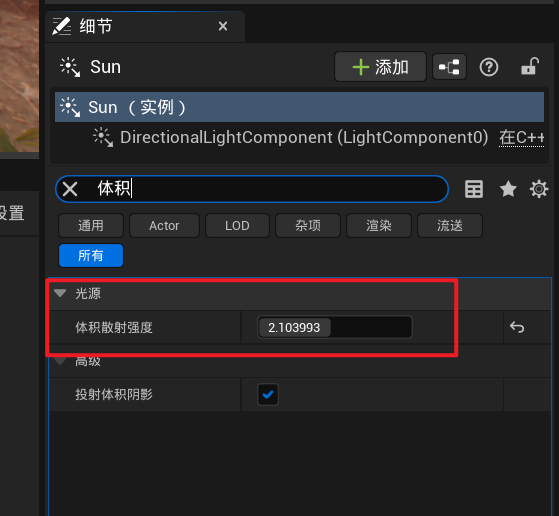 细节
Sun
添加
Sun （实例）
DirectionalLightComponent (LightComponent0) 在C++
体积
设置
通用 Actor LOD 杂项 渲染 流送
所有
光源
体积散射强度 2.103993
高级
投射体积阴影